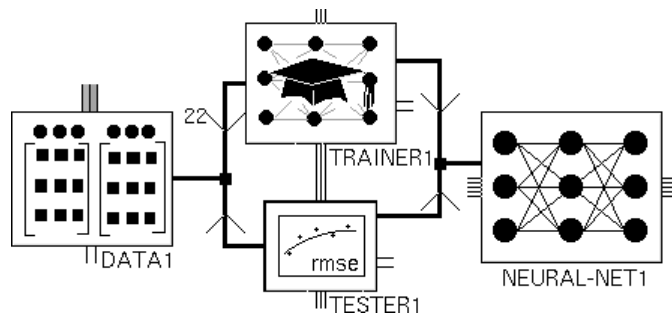 22
TRAINER1
DATA1
rmse
TESTER1
NEURAL-NET1